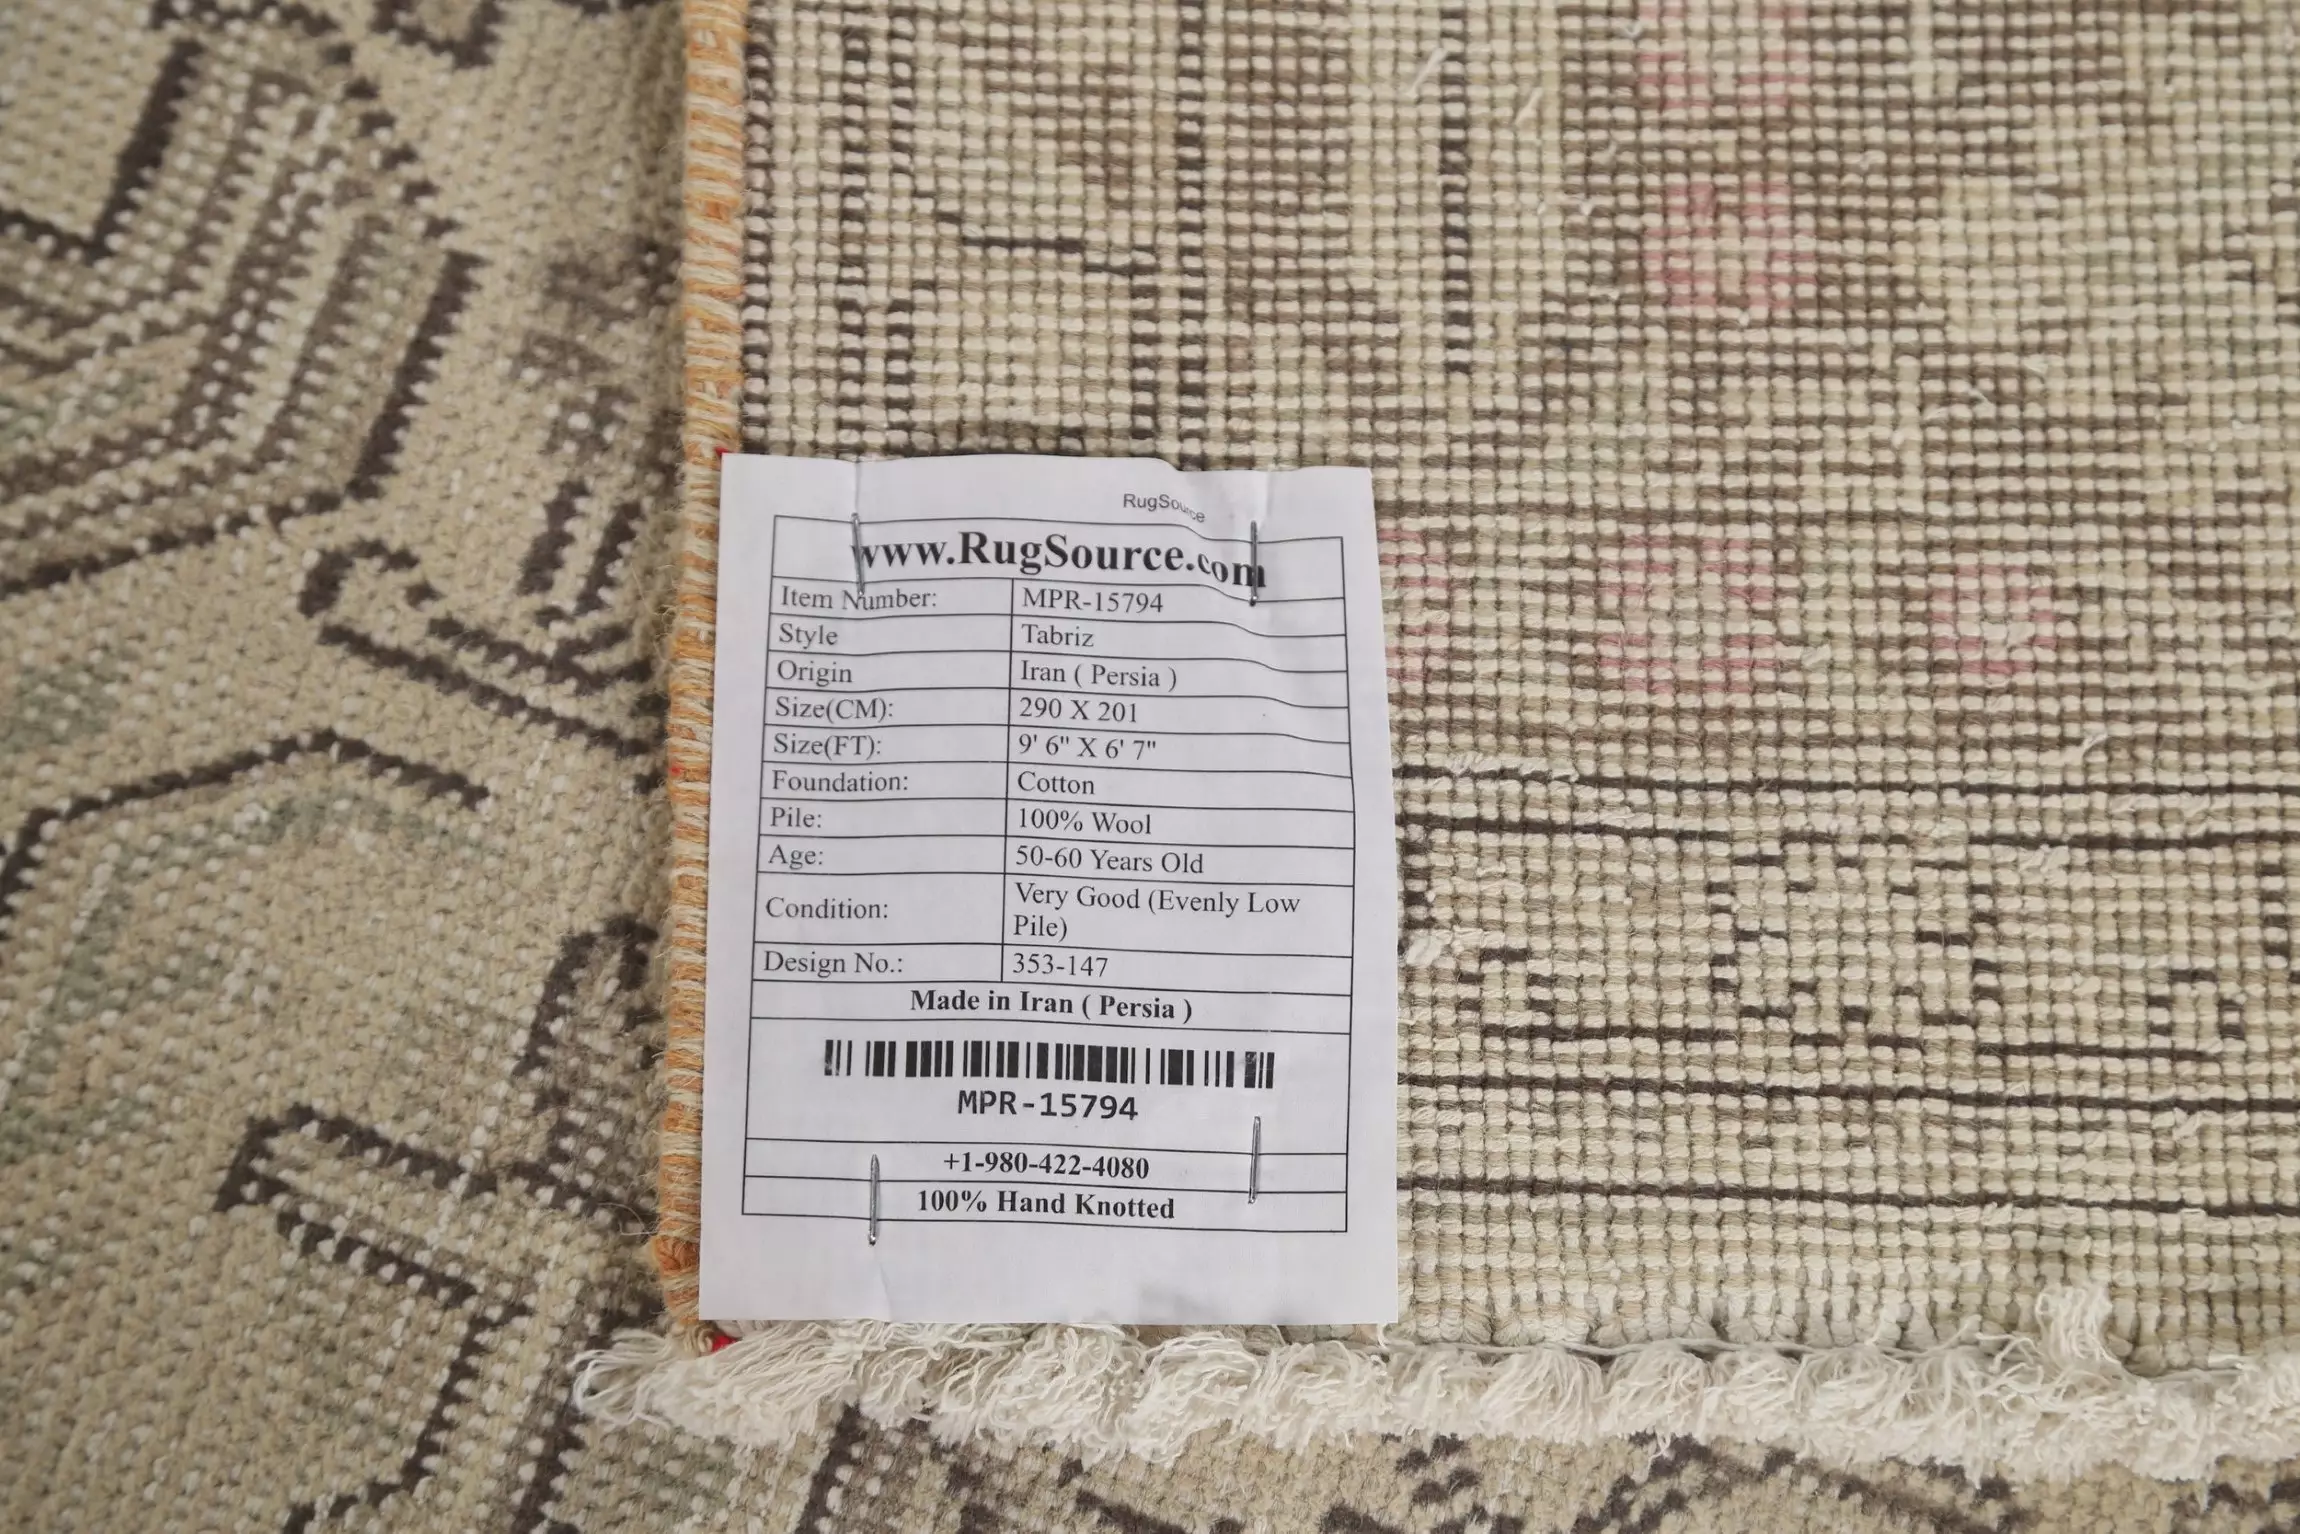 RugSource
www.RugSource.com
Item Number: MPR-15794
Style Tabriz
Origin Iran ( Persia )
Size(CM): 290 X 201
Size(FT): 9' 6" X 6' 7"
Foundation: Cotton
Pile: 100% Wool
Age: 50-60 Years Old
Condition: Very Good (Evenly Low
Pile)
Design No.: 353-147
Made in Iran ( Persia )
MPR-15794
+1-980-422-4080
100% Hand Knotted